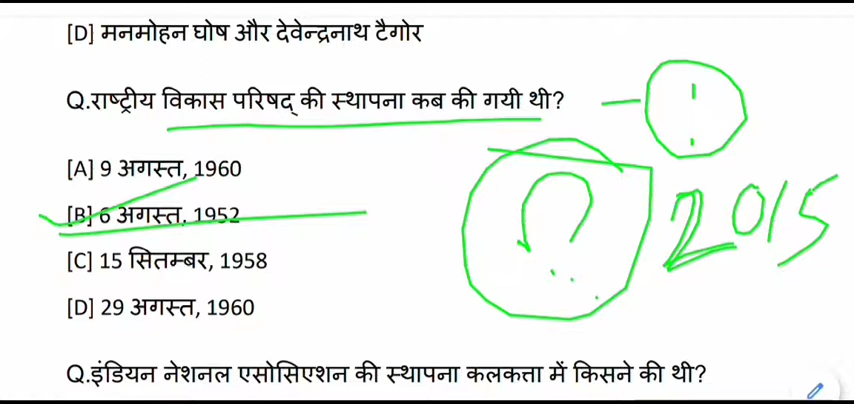 [D] मनमोहन घोष और देवेन्द्रनाथ टैगोर
Q.राष्ट्रीय विकास परिषद् की स्थापना कब की गयी थी?
[A] 9 अगस्त, 1960
[B] 6 अगस्त, 1952
[C] 15 सितम्बर, 1958
[D] 29 अगस्त, 1960
? 2015
Q.इंडियन नेशनल एसोसिएशन की स्थापना कलकत्ता में किसने की थी?